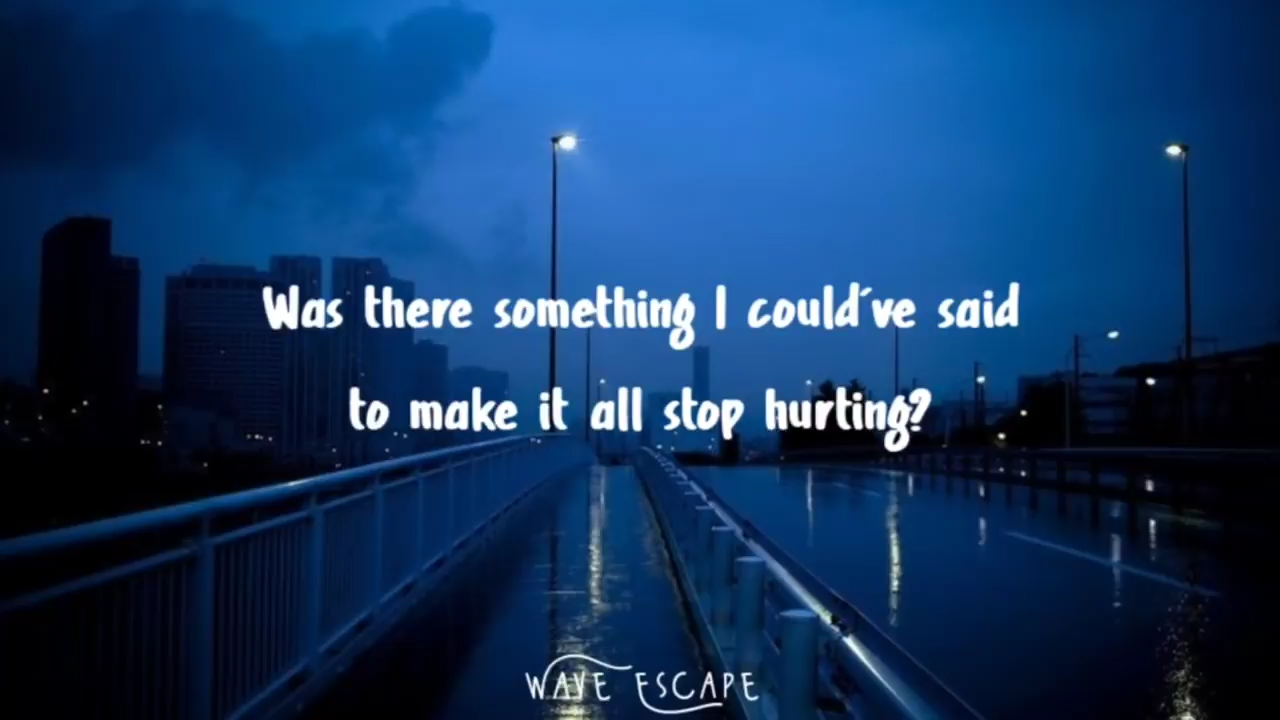 Was there something I could´ve said
to make it all stop hurting?
WAVE ESCAPE